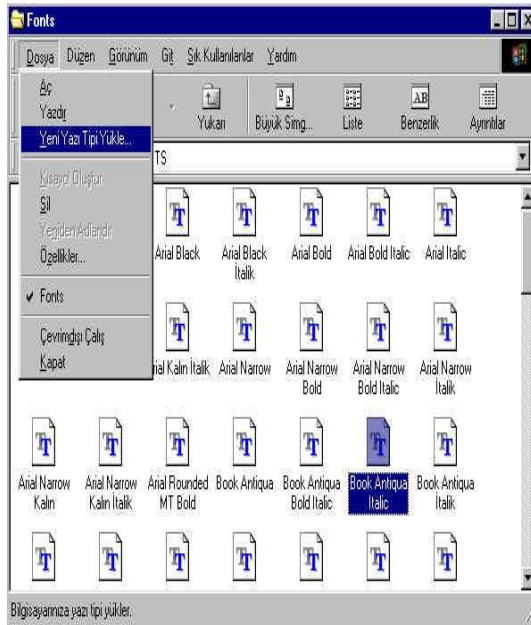 Fonts
Dosya Düzen Görünüm Git Sık Kullanılanlar Yardım
Aç
Yazdır
Yeni Yazı Tipi Yükle...
Kısayol Oluştur
Sil
Yeniden Adlandır
Özellikler...
Fonts
Çevrimdışı Çalış
Kapat
Yukarı Büyük Simg... Liste Benzerlik Ayrıntılar
TS
Arial Black Arial Black İtalik Arial Bold Arial Bold Italic Arial Italic
rial Kalın İtalik Arial Narrow Arial Narrow Bold Arial Narrow Bold Italic Arial Narrow İtalik
Arial Narrow Kalın Arial Narrow Kalın İtalik Arial Rounded MT Bold Book Antiqua Book Antiqua Bold Italic Book Antiqua Italic Book Antiqua İtalik
Bilgisayarınıza yazı tipi yükler.